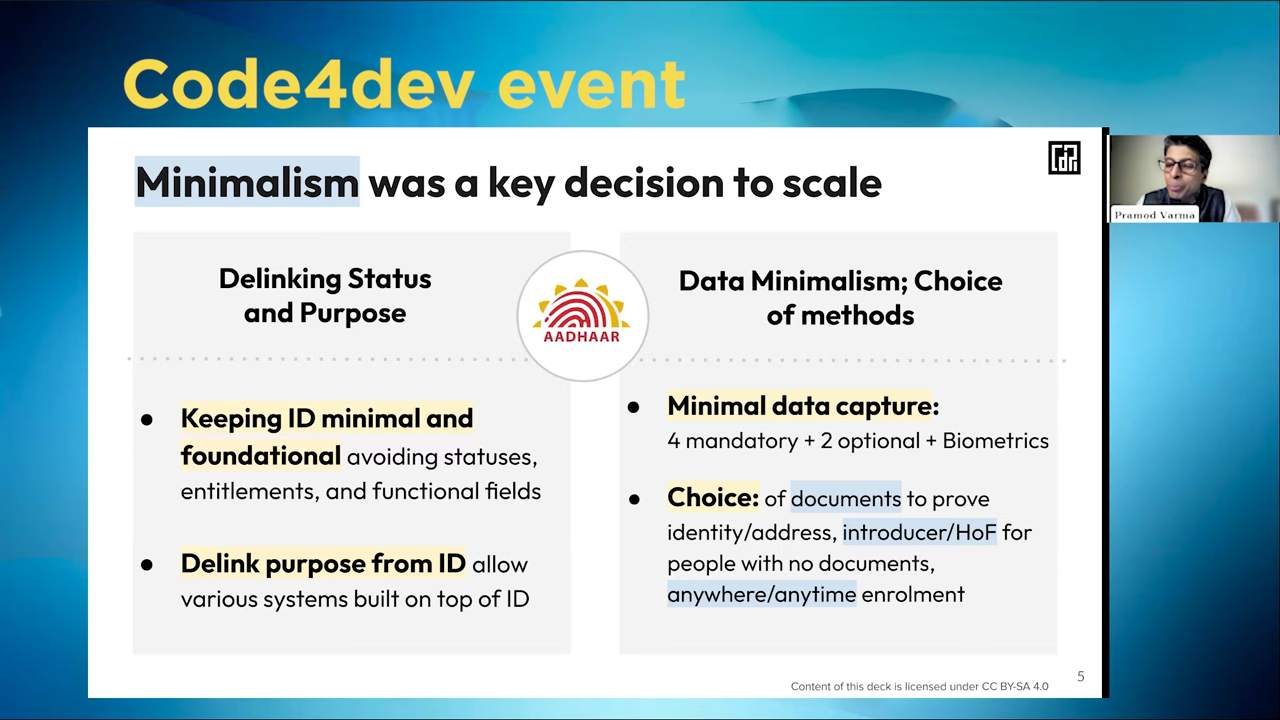 Code4dev event
Minimalism was a key decision to scale
CDPI
Pramod Varma
Delinking Status
and Purpose
AADHAAR
Data Minimalism; Choice
of methods
● Keeping ID minimal and
foundational avoiding statuses,
entitlements, and functional fields
● Delink purpose from ID allow
various systems built on top of ID
● Minimal data capture:
4 mandatory + 2 optional + Biometrics
● Choice: of documents to prove
identity/address, introducer/HoF for
people with no documents,
anywhere/anytime enrolment
5
Content of this deck is licensed under CC BY-SA 4.0